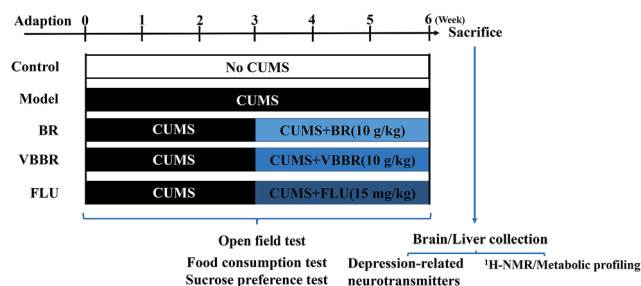 Adaption 0 1 2 3 4 5 6 (Week)
Sacrifice
Control No CUMS
Model CUMS
BR CUMS CUMS+BR(10 g/kg)
VBBR CUMS CUMS+VBBR(10 g/kg)
FLU CUMS CUMS+FLU(15 mg/kg)
Open field test
Food consumption test
Sucrose preference test
Brain/Liver collection
Depression-related
neurotransmitters
¹H-NMR/Metabolic profiling